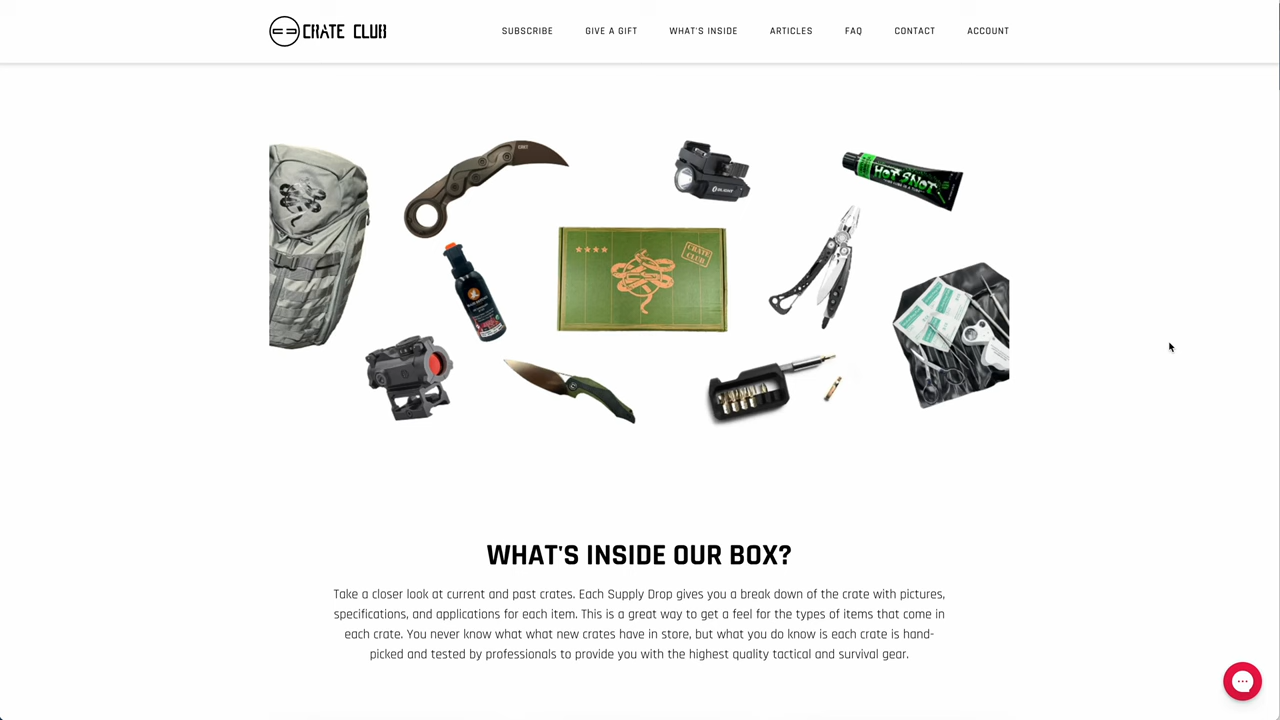 CRATE CLUB
SUBSCRIBE
GIVE A GIFT
WHAT'S INSIDE
ARTICLES
FAQ
CONTACT
ACCOUNT
OLIGHT
HOT SNOT
CRATE
CLUB
WHAT'S INSIDE OUR BOX?
Take a closer look at current and past crates. Each Supply Drop gives you a break down of the crate with pictures,
specifications, and applications for each item. This is a great way to get a feel for the types of items that come in
each crate. You never know what what new crates have in store, but what you do know is each crate is hand-
picked and tested by professionals to provide you with the highest quality tactical and survival gear.